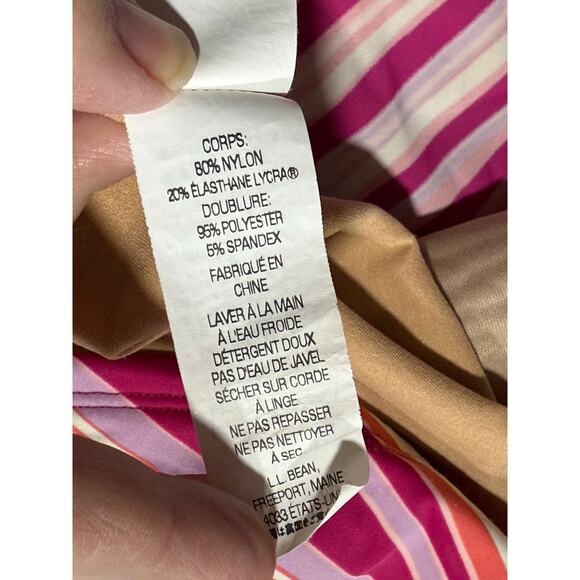 CORPS:
80% NYLON
20% ÉLASTHANE LYCRA®
DOUBLURE:
95% POLYESTER
5% SPANDEX
FABRIQUÉ EN
CHINE
LAVER À LA MAIN
À L'EAU FROIDE
DÉTERGENT DOUX
PAS D'EAU DE JAVEL
SÉCHER SUR CORDE
À LINGE
NE PAS REPASSER
NE PAS NETTOYER
À SEC
L.L. BEAN,
FREEPORT, MAINE
4033 ÉTATS-UNI